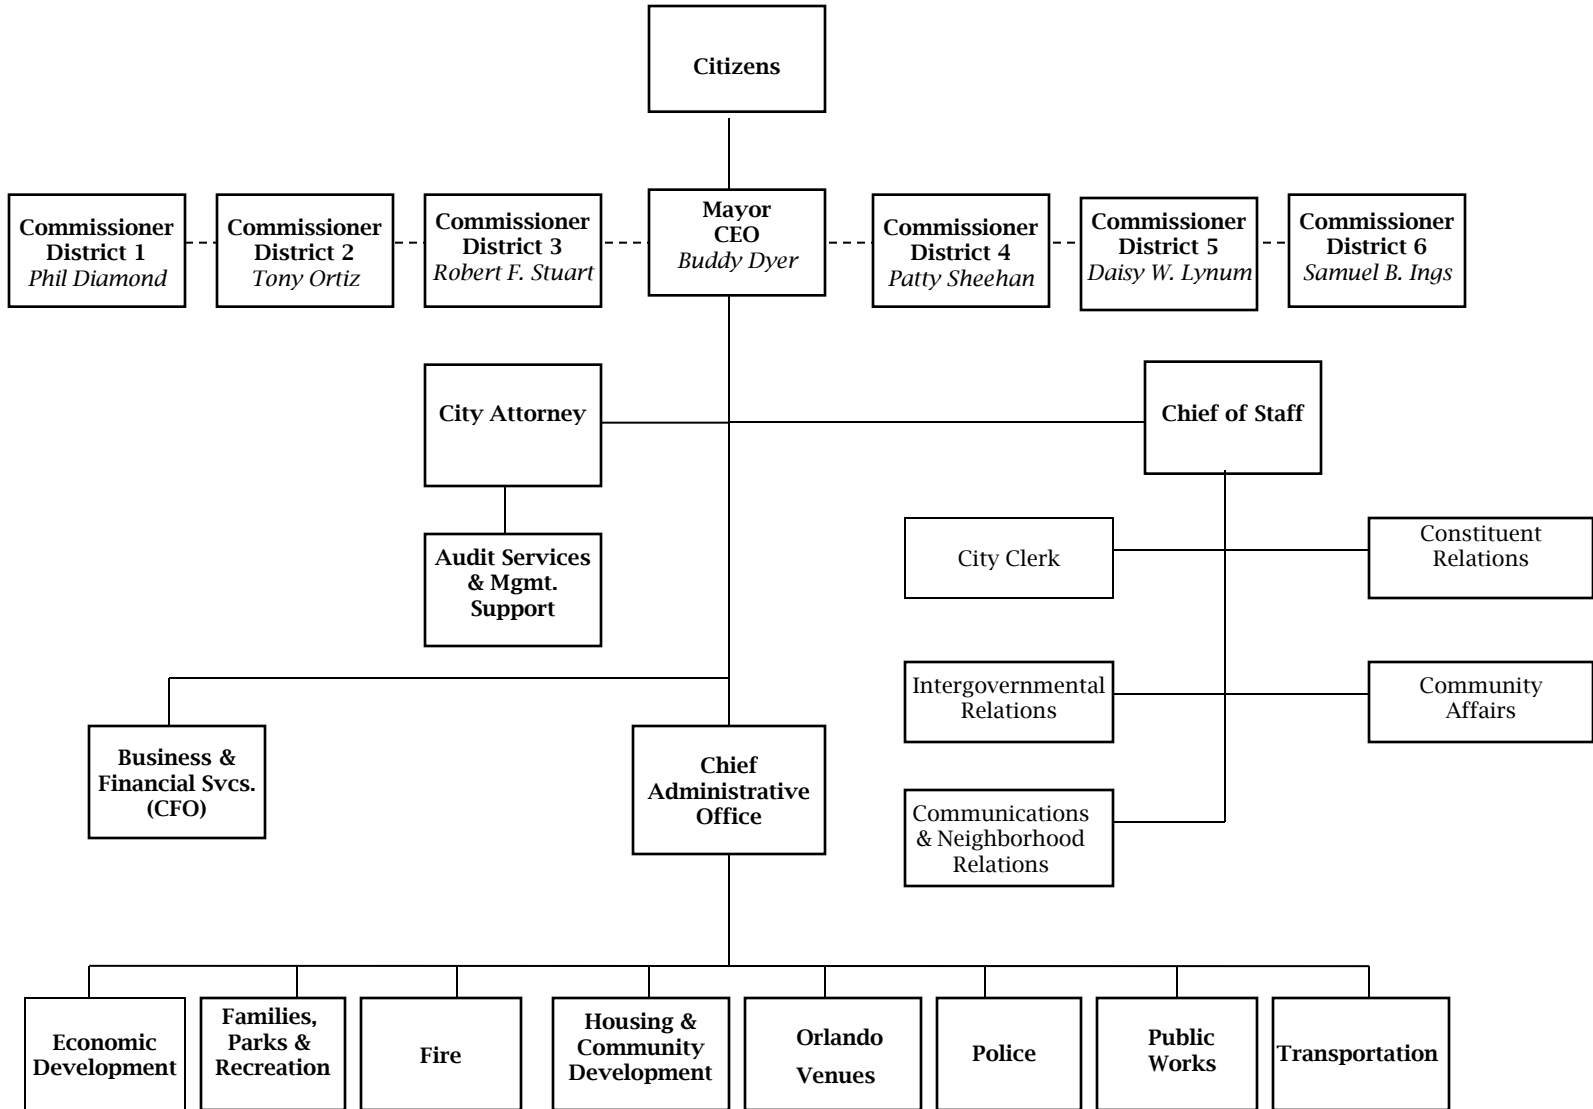 Citizens
Commissioner
District 1
Phil Diamond
Commissioner
District 2
Tony Ortiz
Commissioner
District 3
Robert F. Stuart
Mayor
CEO
Buddy Dyer
Commissioner
District 4
Patty Sheehan
Commissioner
District 5
Daisy W. Lynum
Commissioner
District 6
Samuel B. Ings
City Attorney
Chief of Staff
Audit Services
& Mgmt.
Support
City Clerk
Constituent
Relations
Intergovernmental
Relations
Community
Affairs
Business &
Financial Svcs.
(CFO)
Chief
Administrative
Office
Communications
& Neighborhood
Relations
Economic
Development
Families,
Parks &
Recreation
Fire
Housing &
Community
Development
Orlando
Venues
Police
Public
Works
Transportation